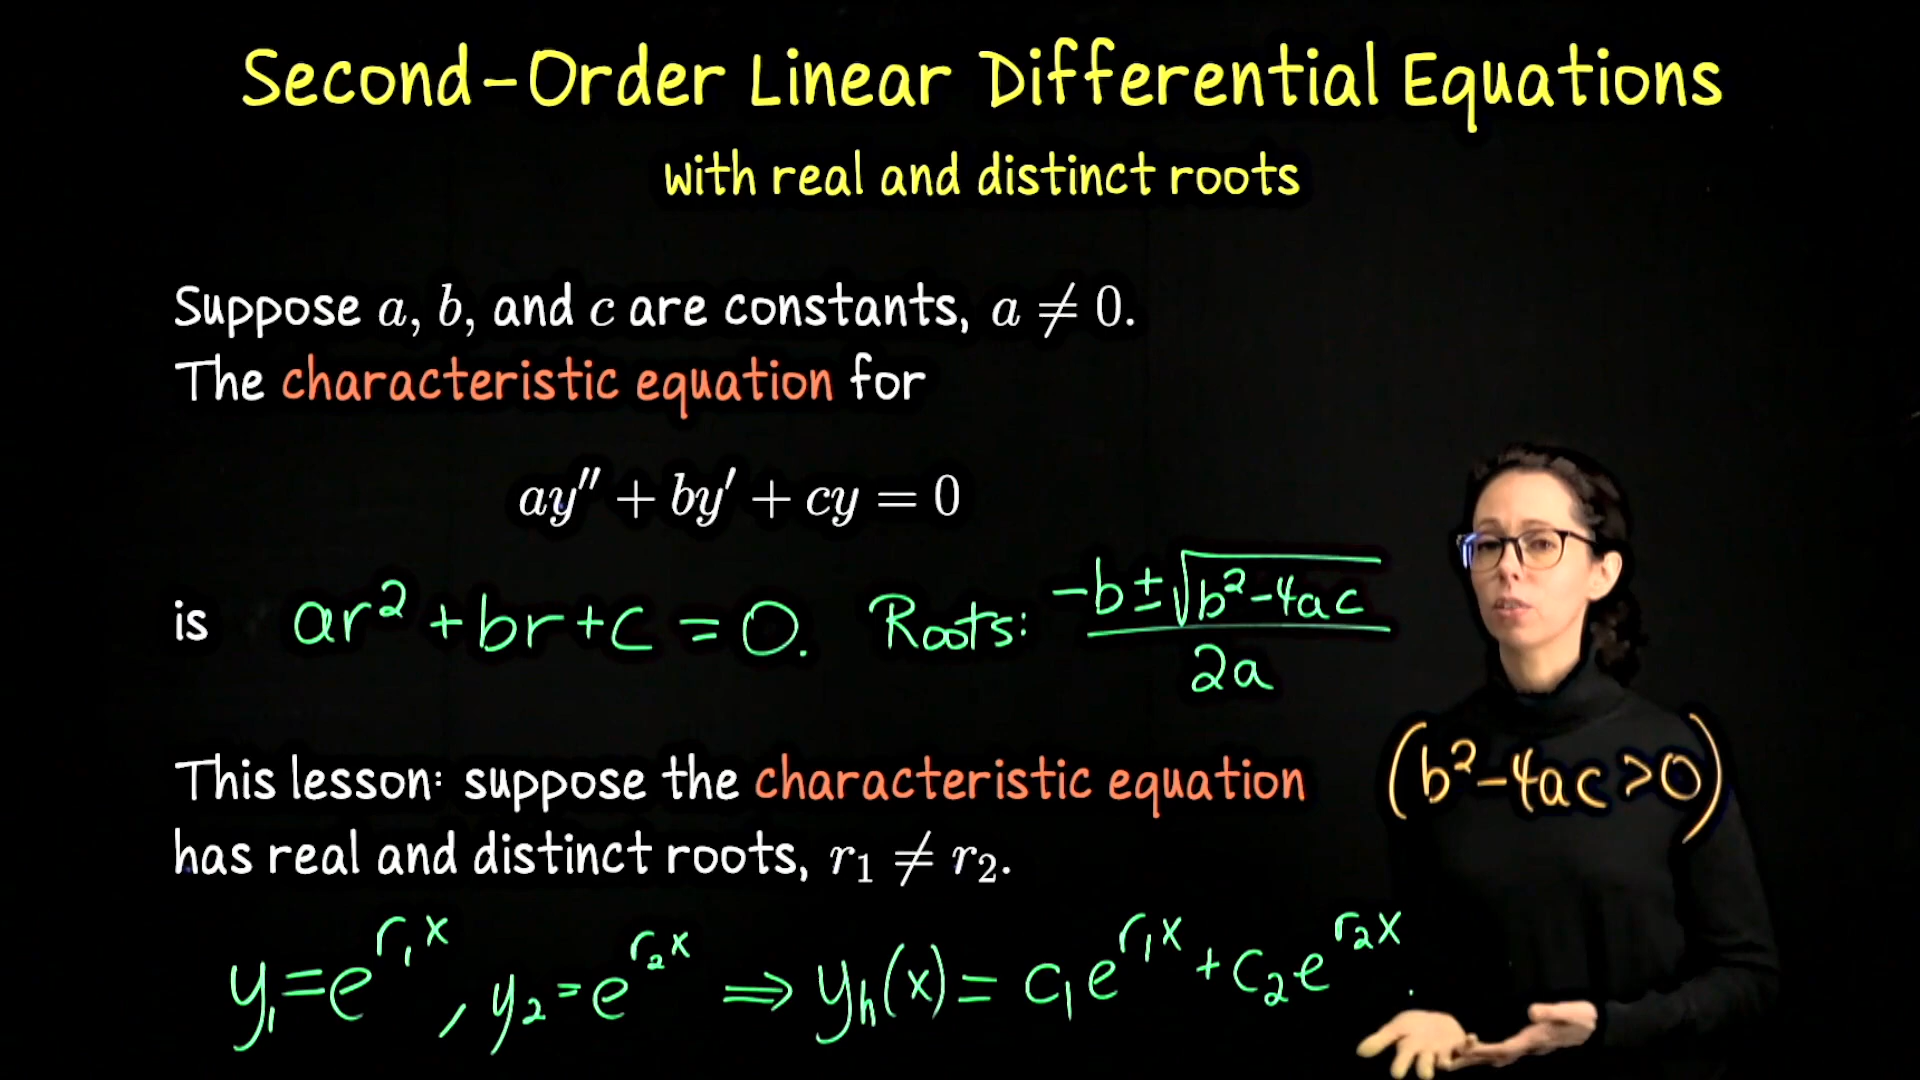 Second-Order Linear Differential Equations
with real and distinct roots
Suppose a, b, and c are constants, a ≠ 0.
The characteristic equation for
ay″ + by′ + cy = 0
is ar² + br + c = 0. Roots: (-b ± √(b² - 4ac)) / 2a
This lesson: suppose the characteristic equation (b² - 4ac > 0)
has real and distinct roots, r₁ ≠ r₂.
y₁ = e^(r₁x), y₂ = e^(r₂x) ⇒ yₕ(x) = c₁e^(r₁x) + c₂e^(r₂x).